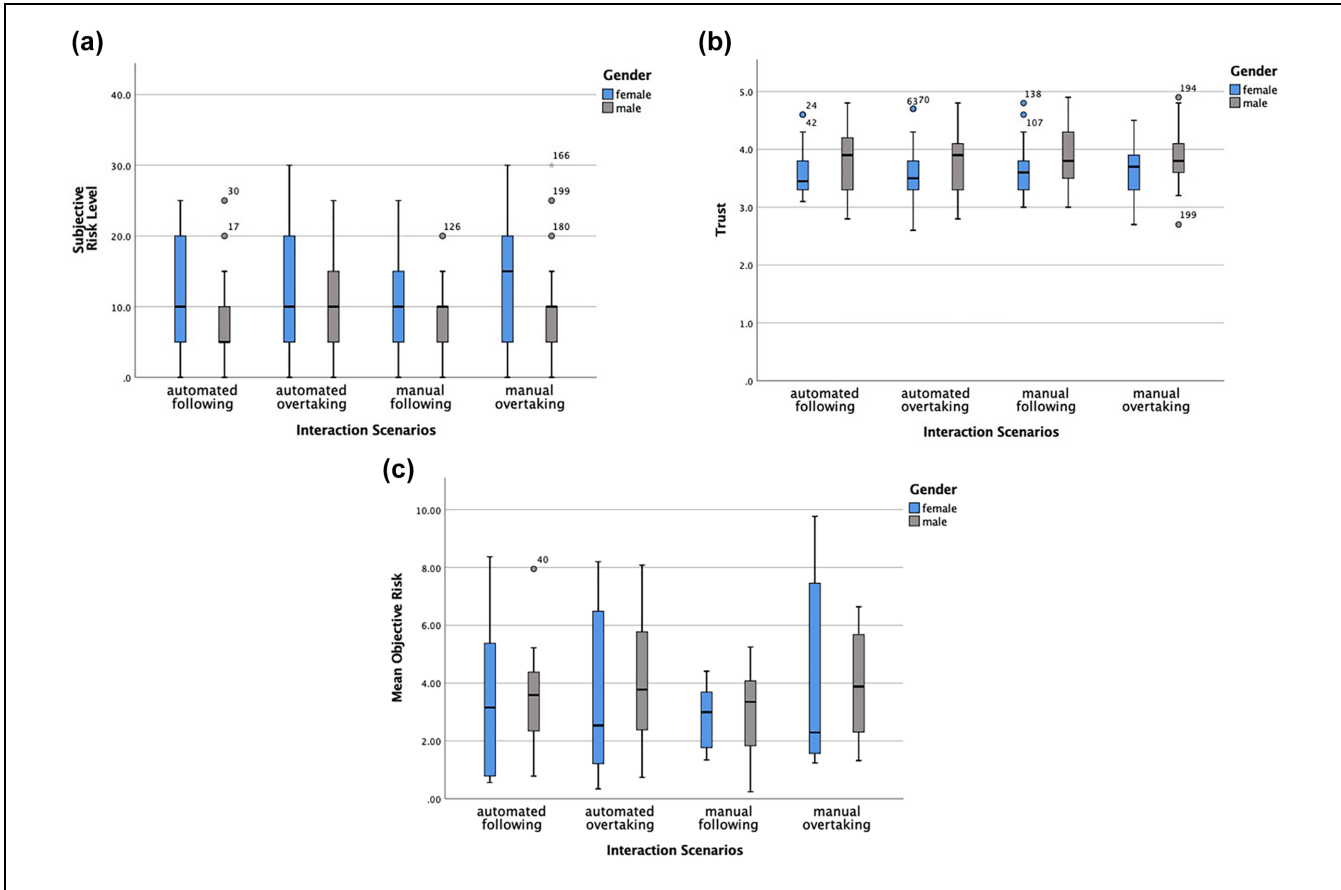 (a)
Gender
female
male
40.0
30.0
20.0
10.0
.0
Subjective
Risk Level
30
17
126
166
199
180
automated
following
automated
overtaking
manual
following
manual
overtaking
Interaction Scenarios
(b)
Gender
female
male
5.0
4.0
3.0
2.0
1.0
.0
Trust
24
42
63 70
138
107
194
199
automated
following
automated
overtaking
manual
following
manual
overtaking
Interaction Scenarios
(c)
Gender
female
male
10.00
8.00
6.00
4.00
2.00
.00
Mean Objective Risk
40
automated
following
automated
overtaking
manual
following
manual
overtaking
Interaction Scenarios